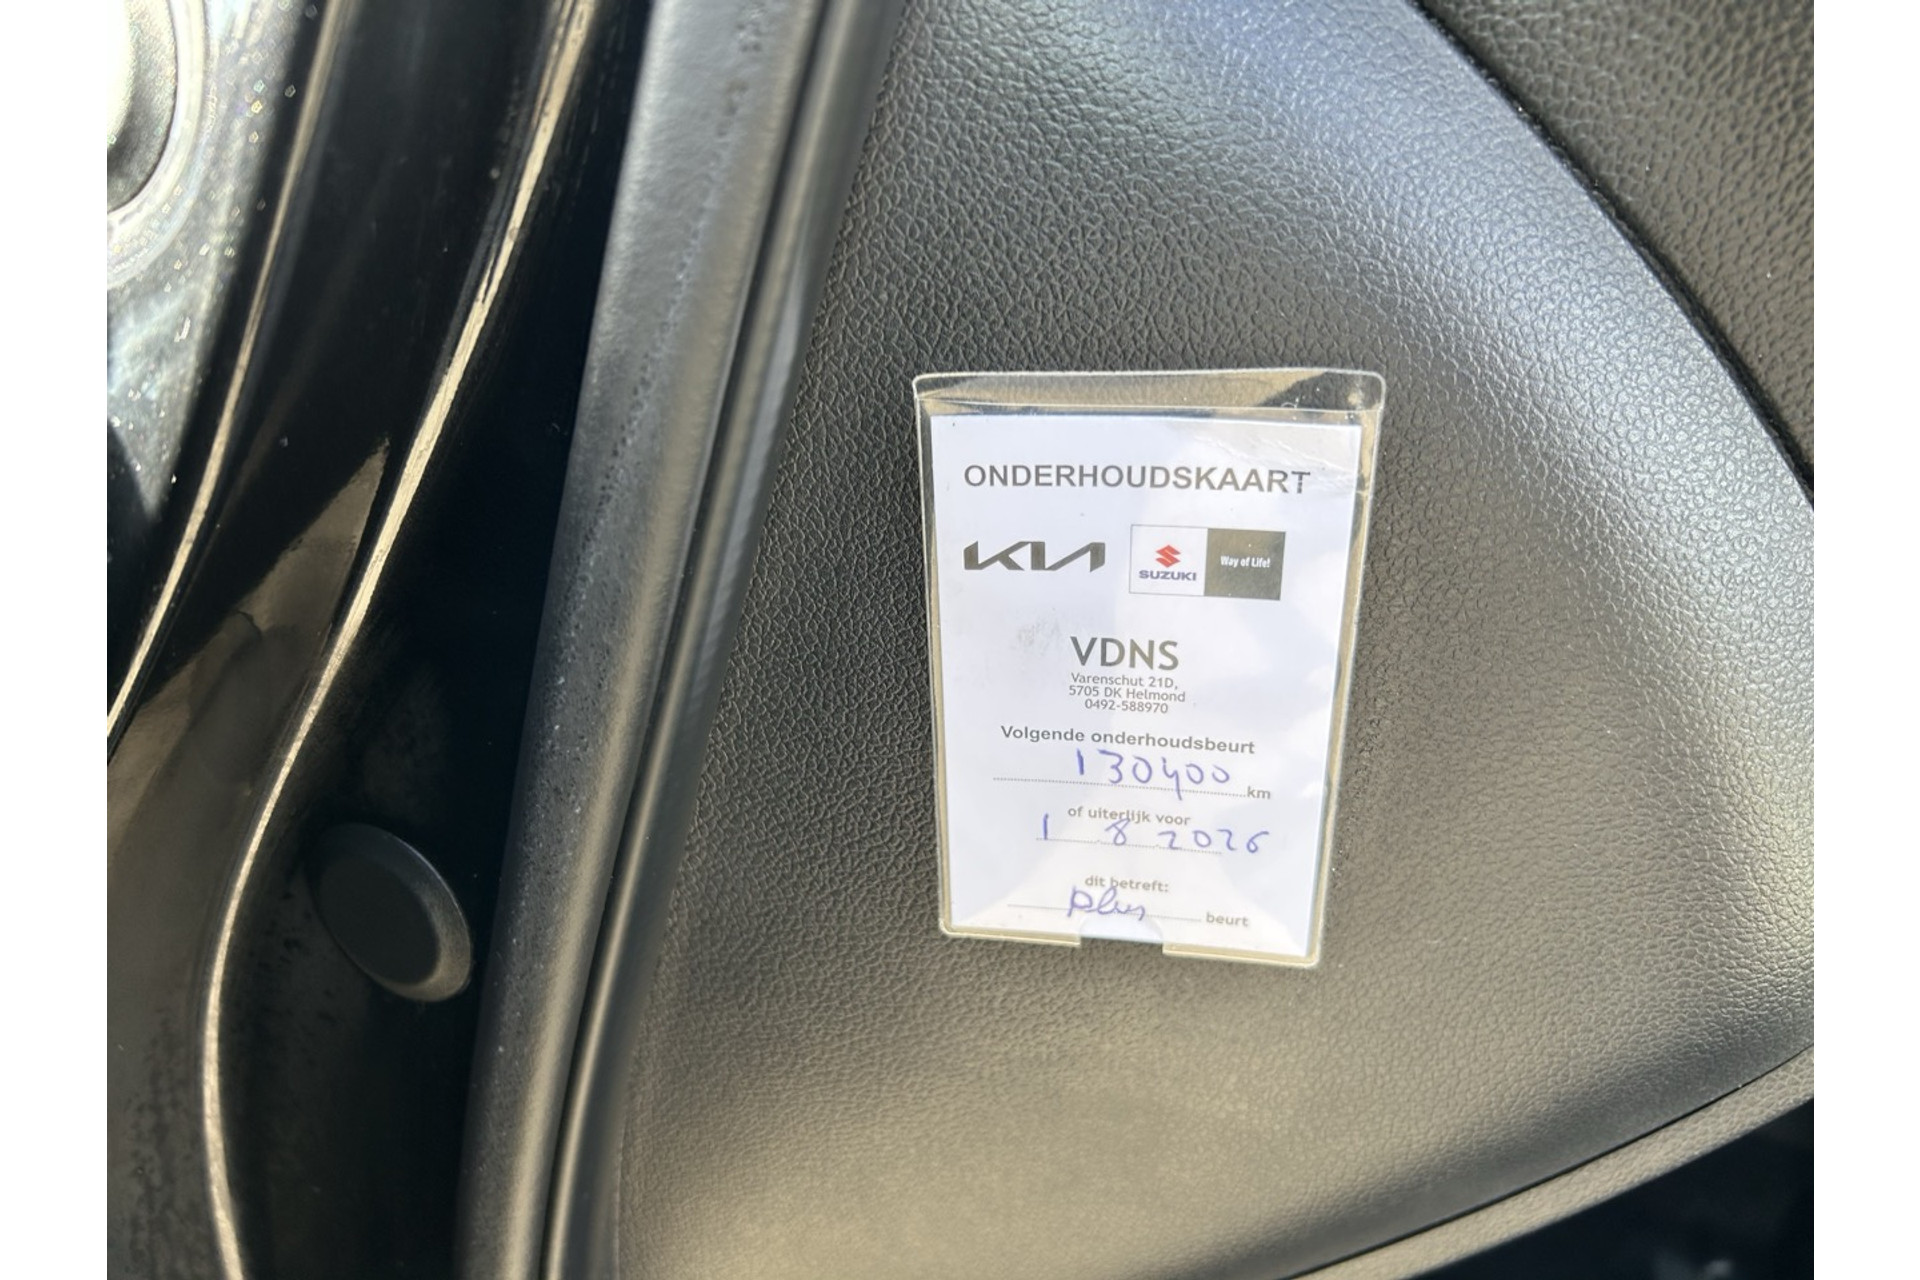 ONDERHOUDSKAART
KIA SUZUKI Way of Life!
VDNS
Varenschut 21D,
5705 DK Helmond
0492-588970
Volgende onderhoudsbeurt
130400 km
of uiterlijk voor
1 8 2026
dit betreft:
plus beurt